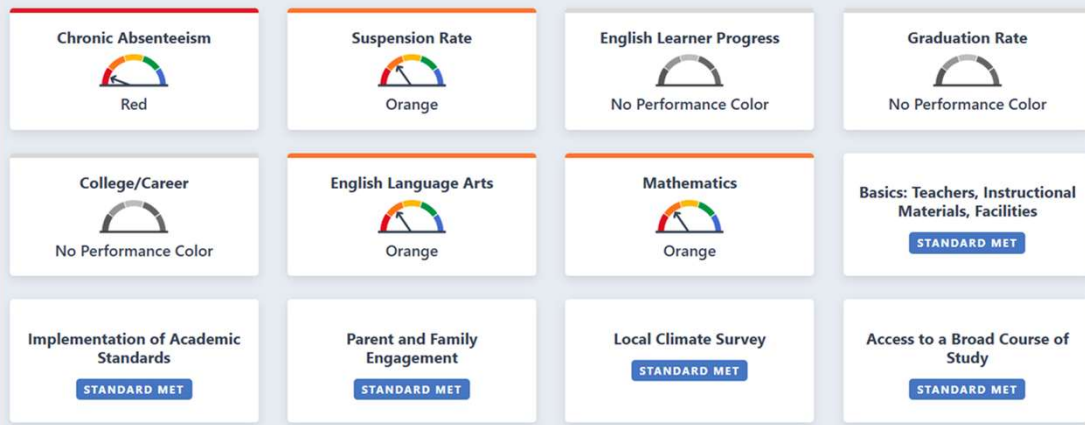 Chronic Absenteeism
Red
Suspension Rate
Orange
English Learner Progress
No Performance Color
Graduation Rate
No Performance Color
College/Career
No Performance Color
English Language Arts
Orange
Mathematics
Orange
Basics: Teachers, Instructional
Materials, Facilities
STANDARD MET
Implementation of Academic
Standards
STANDARD MET
Parent and Family
Engagement
STANDARD MET
Local Climate Survey
STANDARD MET
Access to a Broad Course of
Study
STANDARD MET